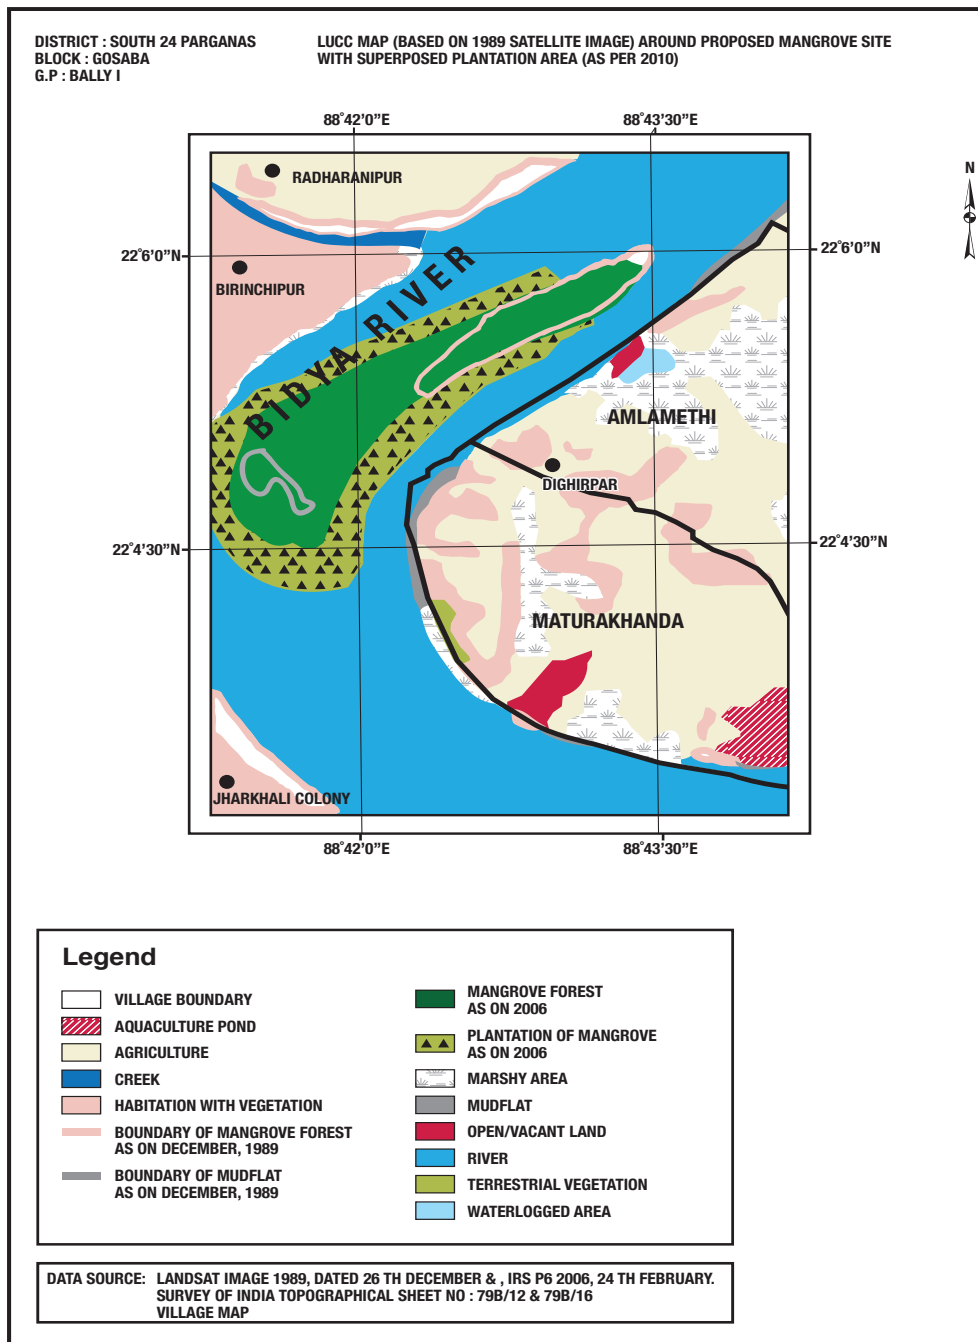 DISTRICT : SOUTH 24 PARGANAS
BLOCK : GOSABA
G.P : BALLY I
LUCC MAP (BASED ON 1989 SATELLITE IMAGE) AROUND PROPOSED MANGROVE SITE
WITH SUPERPOSED PLANTATION AREA (AS PER 2010)
88°42'0"E
88°43'30"E
N
RADHARANIPUR
22°6'0"N
22°6'0"N
BIRINCHIPUR
BIDYA RIVER
AMLAMETHI
DIGHIRPAR
22°4'30"N
22°4'30"N
MATURAKHANDA
JHARKHALI COLONY
88°42'0"E
88°43'30"E
Legend
VILLAGE BOUNDARY
AQUACULTURE POND
AGRICULTURE
CREEK
HABITATION WITH VEGETATION
BOUNDARY OF MANGROVE FOREST
AS ON DECEMBER, 1989
BOUNDARY OF MUDFLAT
AS ON DECEMBER, 1989
MANGROVE FOREST
AS ON 2006
PLANTATION OF MANGROVE
AS ON 2006
MARSHY AREA
MUDFLAT
OPEN/VACANT LAND
RIVER
TERRESTRIAL VEGETATION
WATERLOGGED AREA
DATA SOURCE: LANDSAT IMAGE 1989, DATED 26 TH DECEMBER & , IRS P6 2006, 24 TH FEBRUARY.
SURVEY OF INDIA TOPOGRAPHICAL SHEET NO : 79B/12 & 79B/16
VILLAGE MAP